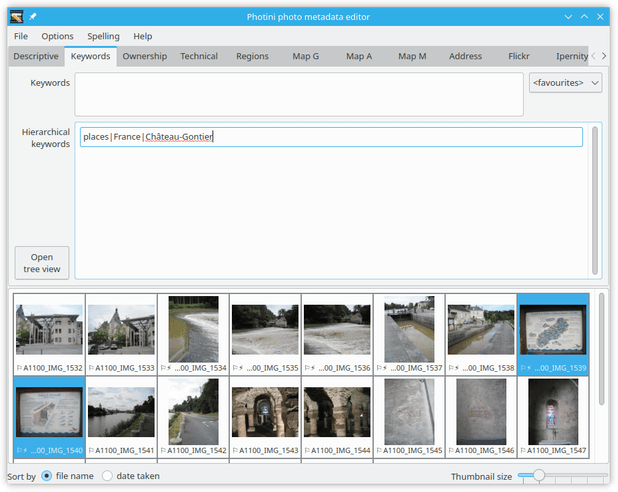 Photini photo metadata editor
File Options Spelling Help
Descriptive Keywords Ownership Technical Regions Map G Map A Map M Address Flickr Ipernity
Keywords
<favourites>
Hierarchical
keywords
places|France|Château-Gontier
Open
tree view
A1100_IMG_1532 A1100_IMG_1533 ...00_IMG_1534 ...00_IMG_1535 ...00_IMG_1536 ...00_IMG_1537 ...00_IMG_1538 ...00_IMG_1539
...00_IMG_1540 A1100_IMG_1541 A1100_IMG_1542 A1100_IMG_1543 A1100_IMG_1544 A1100_IMG_1545 A1100_IMG_1546 A1100_IMG_1547
Sort by file name date taken Thumbnail size